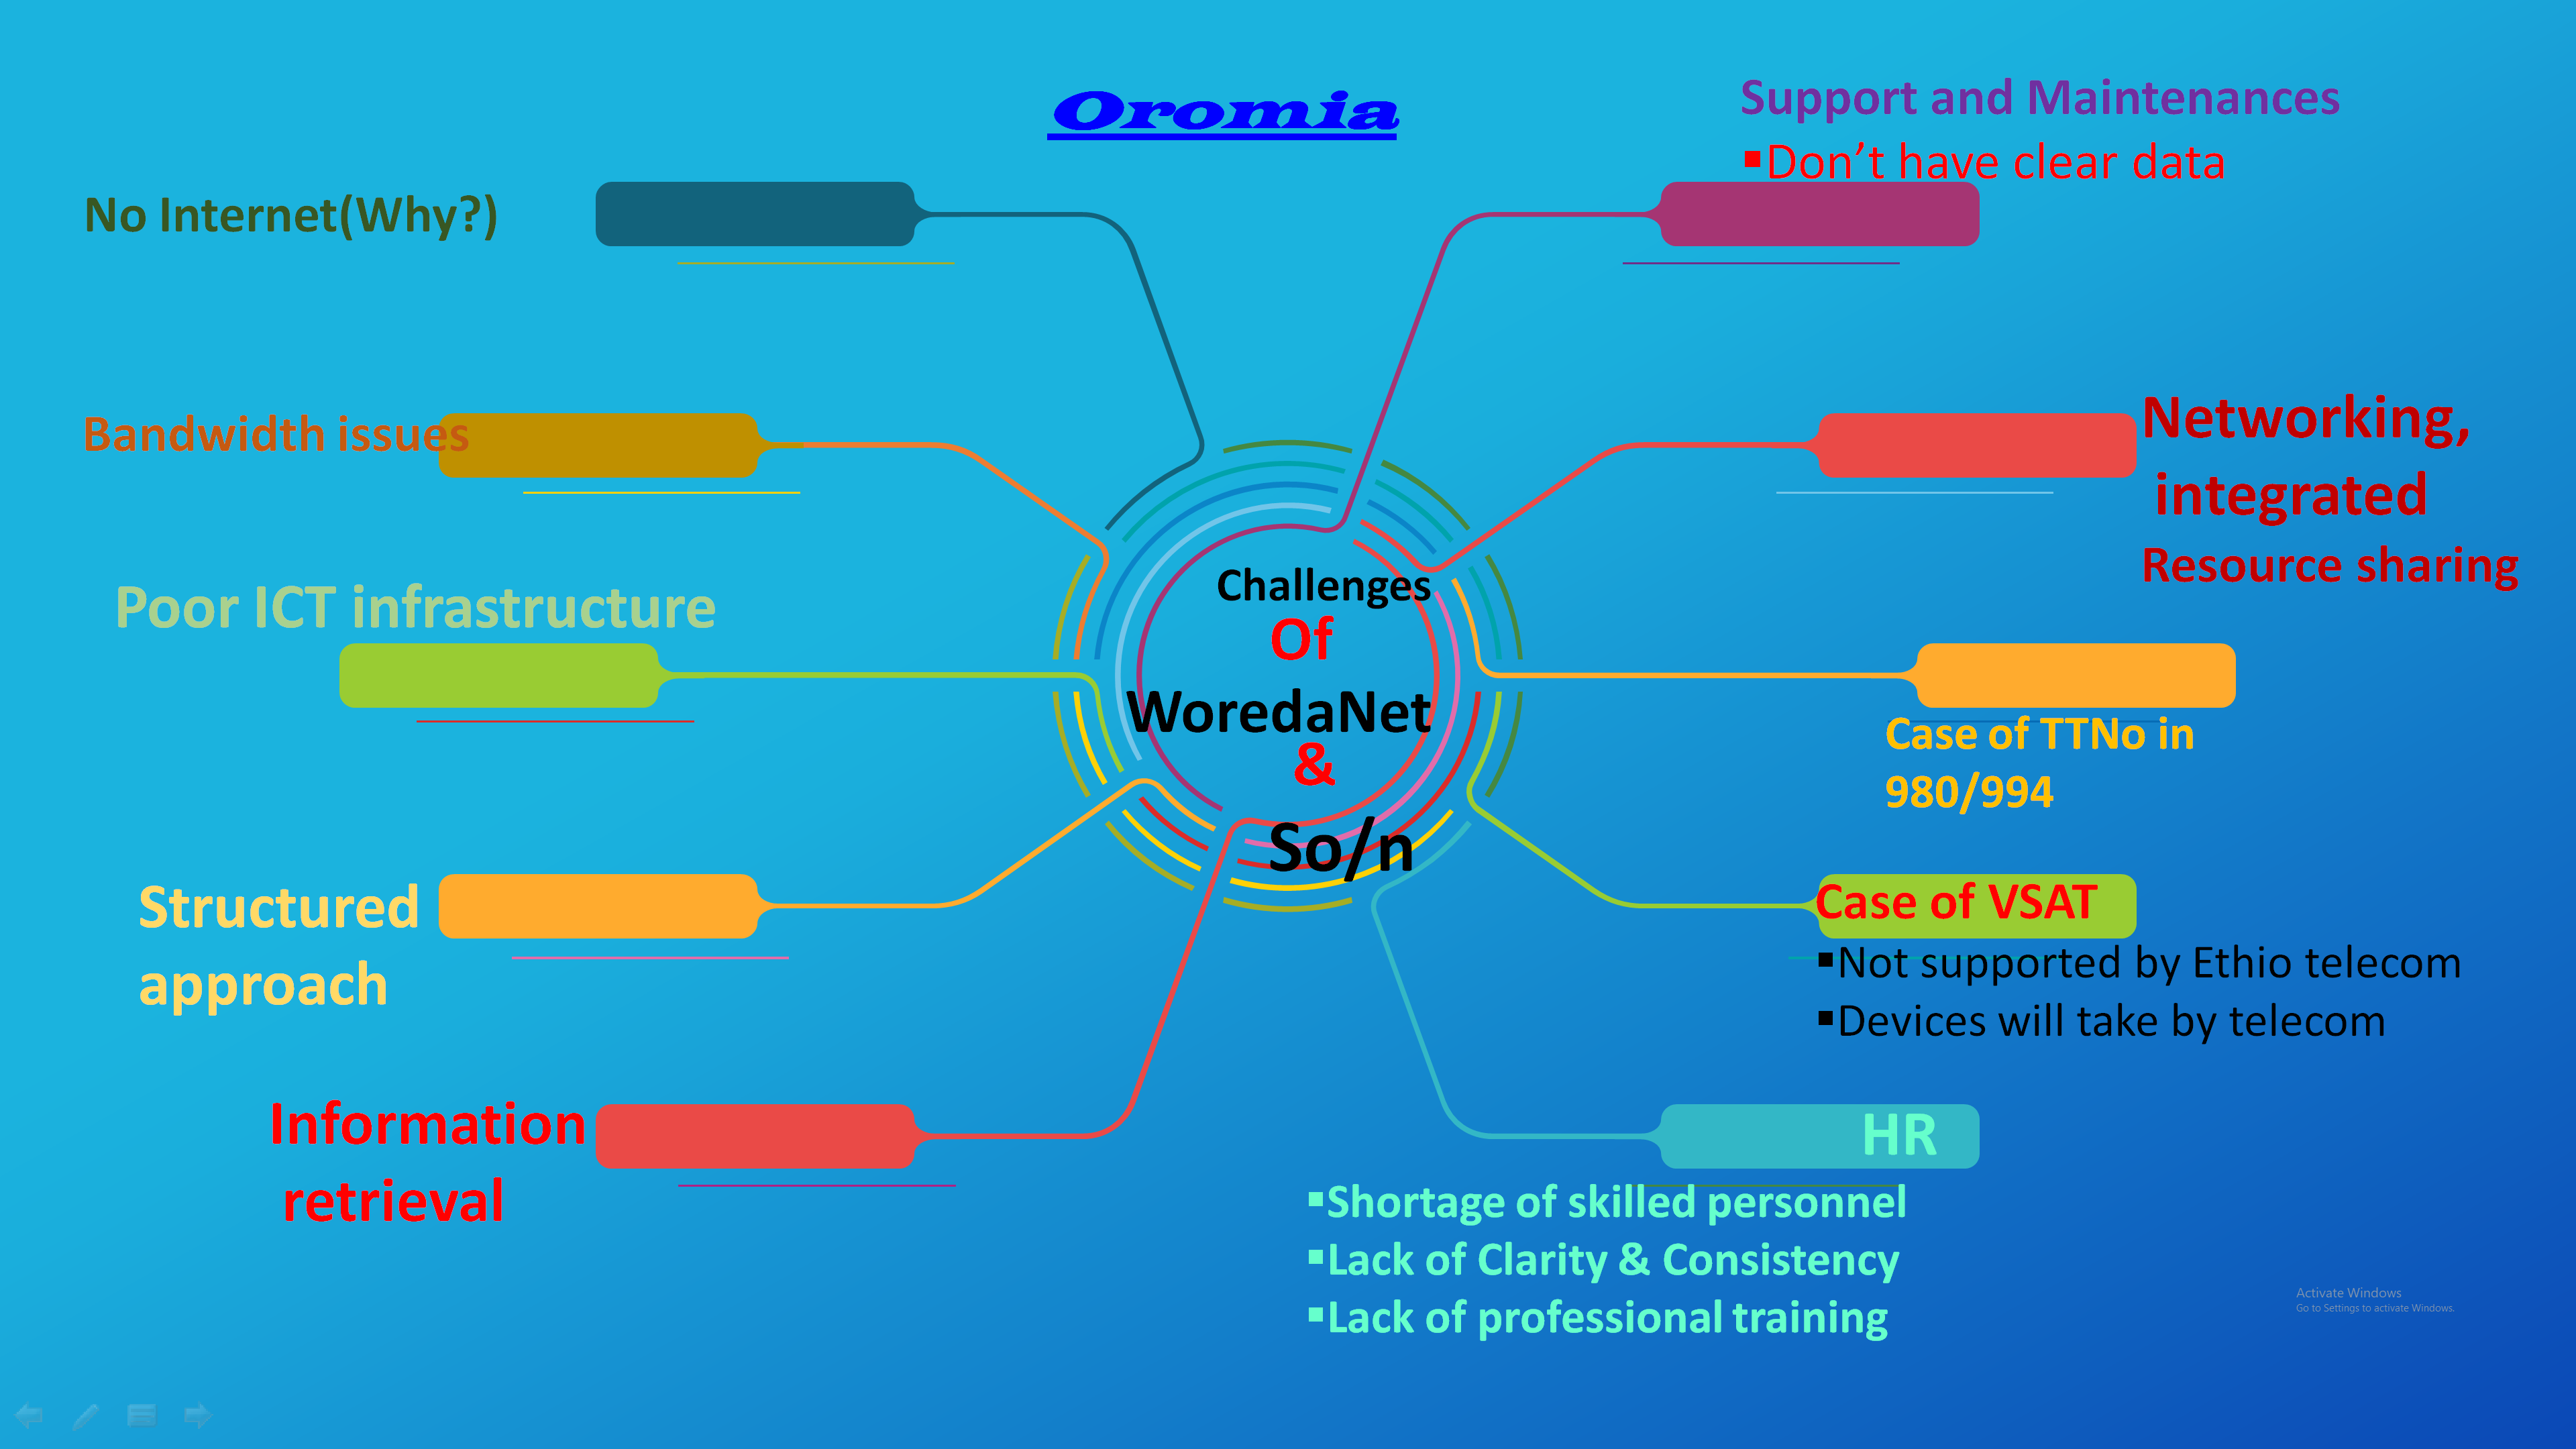 Oromia
No Internet(Why?)
Bandwidth issues
Poor ICT infrastructure
Structured
approach
Information
retrieval
Challenges
Of
WoredaNet
&
So/n
Support and Maintenances
▪Don’t have clear data
Networking,
integrated
Resource sharing
Case of TTNo in
980/994
Case of VSAT
▪Not supported by Ethio telecom
▪Devices will take by telecom
HR
▪Shortage of skilled personnel
▪Lack of Clarity & Consistency
▪Lack of professional training
Activate Windows
Go to Settings to activate Windows.